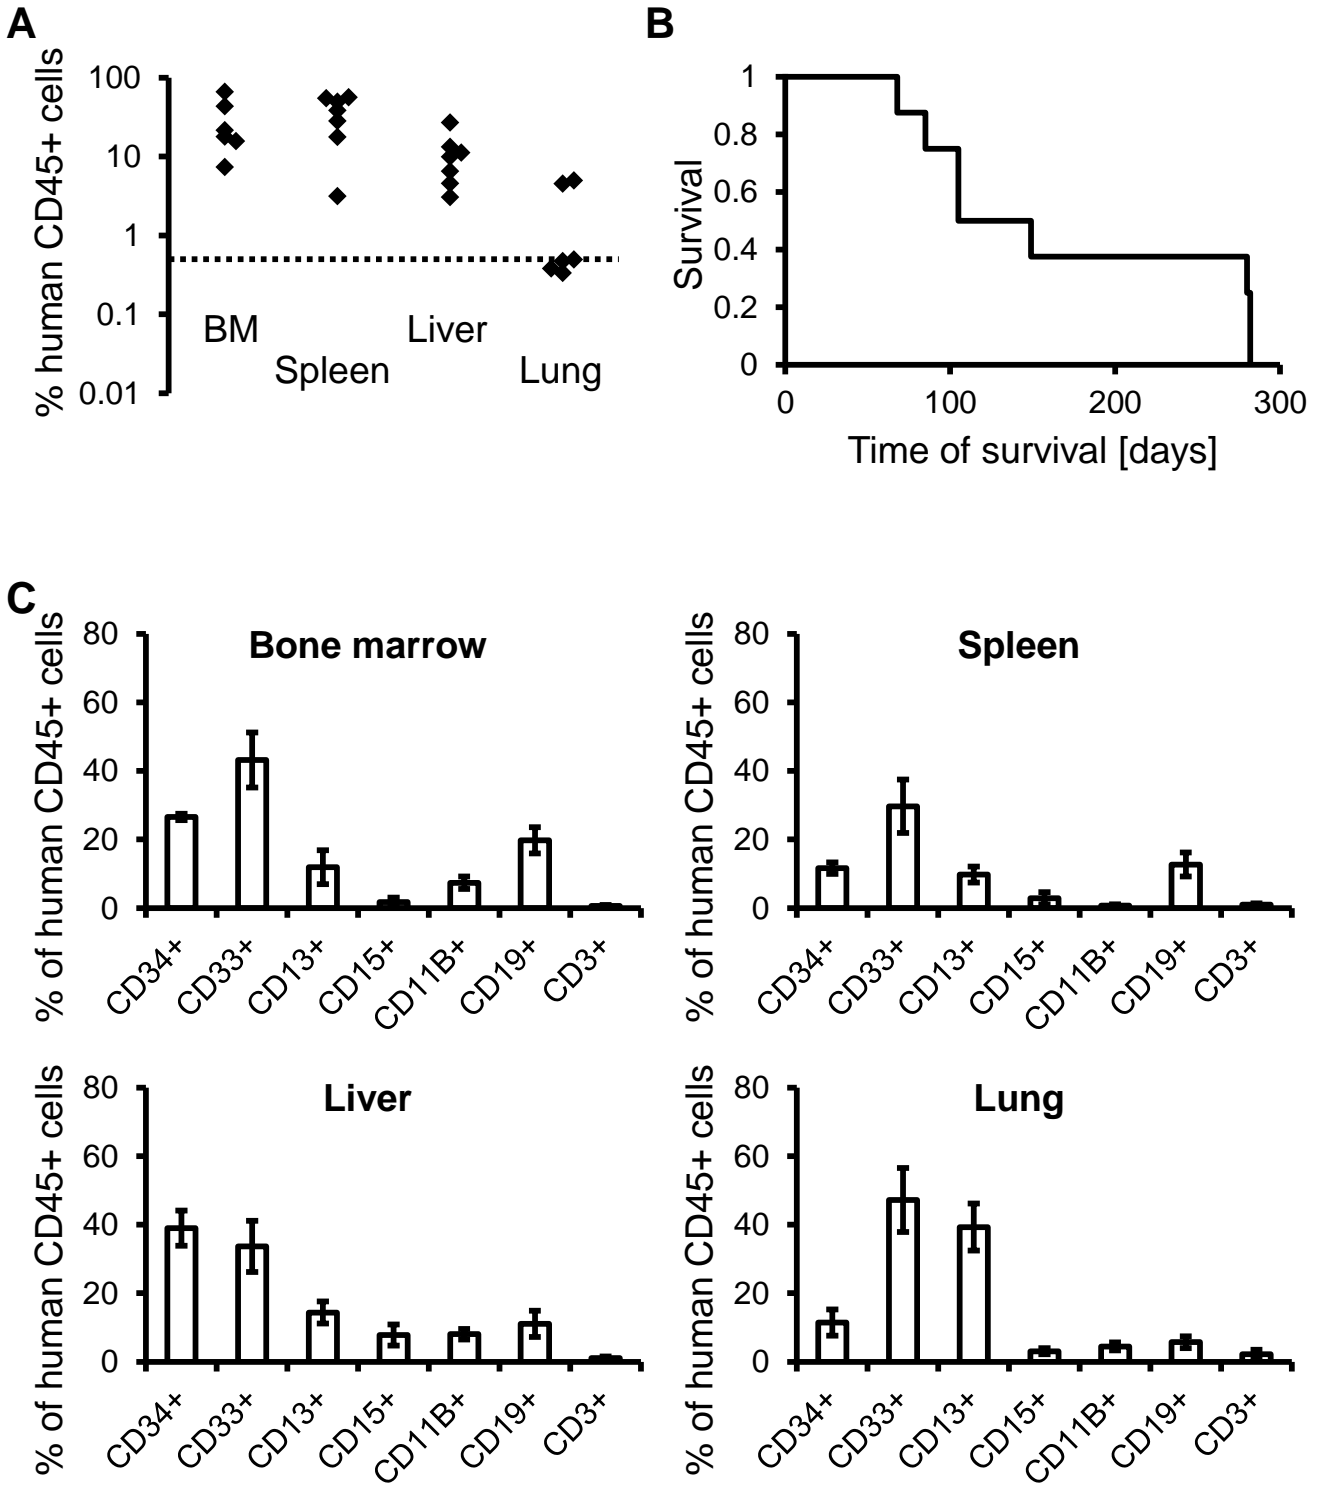 A
% human CD45+ cells
100
10
1
0.1
0.01
BM
Spleen
Liver
Lung
B
Survival
1
0.8
0.6
0.4
0.2
0
0
100
200
300
Time of survival [days]
C
% of human CD45+ cells
80
60
40
20
0
Bone marrow
CD34+
CD33+
CD13+
CD15+
CD11B+
CD19+
CD3+
% of human CD45+ cells
80
60
40
20
0
Spleen
CD34+
CD33+
CD13+
CD15+
CD11B+
CD19+
CD3+
% of human CD45+ cells
80
60
40
20
0
Liver
CD34+
CD33+
CD13+
CD15+
CD11B+
CD19+
CD3+
% of human CD45+ cells
80
60
40
20
0
Lung
CD34+
CD33+
CD13+
CD15+
CD11B+
CD19+
CD3+